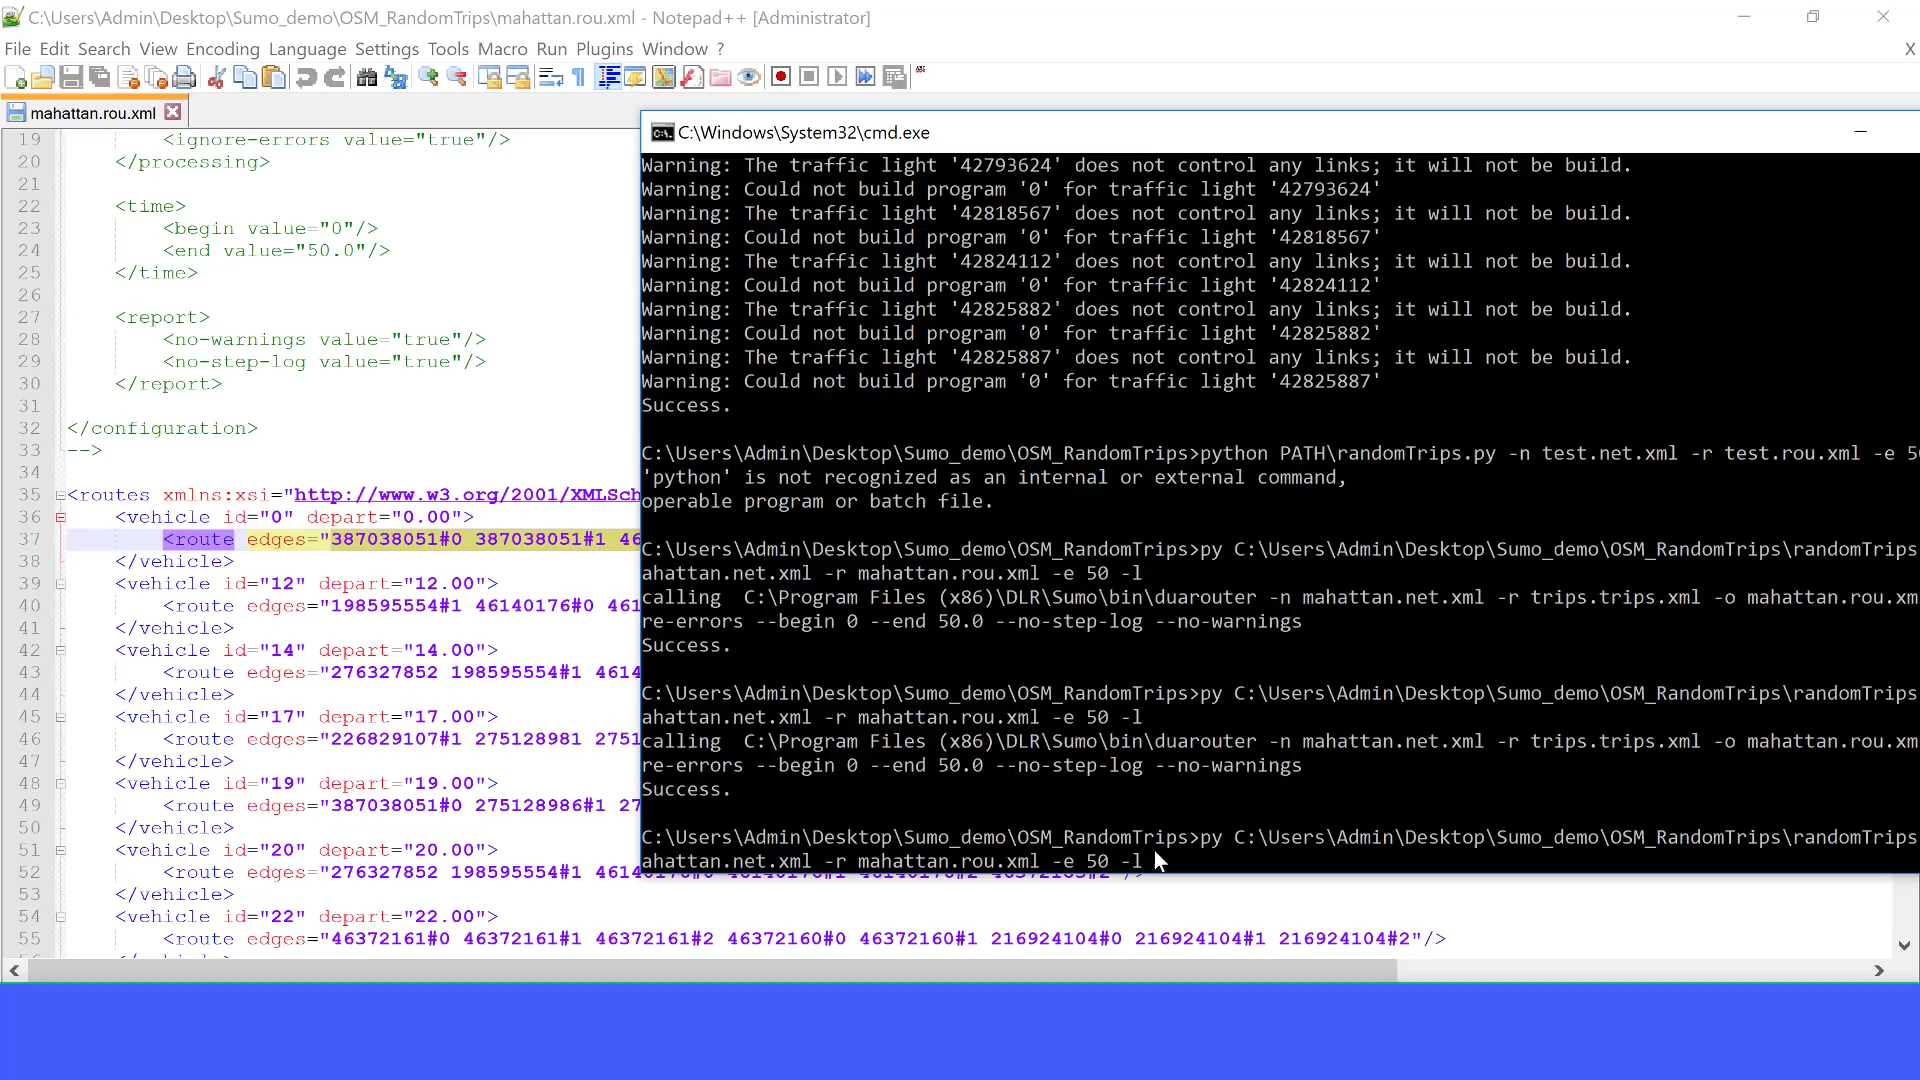 C:\Users\Admin\Desktop\Sumo_demo\OSM_RandomTrips\mahattan.rou.xml - Notepad++ [Administrator]
File Edit Search View Encoding Language Settings Tools Macro Run Plugins Window ?
X
mahattan.rou.xml
19 <ignore-errors value="true"/>
20 </processing>
21
22 <time>
23 <begin value="0"/>
24 <end value="50.0"/>
25 </time>
26
27 <report>
28 <no-warnings value="true"/>
29 <no-step-log value="true"/>
30 </report>
31
32 </configuration>
33 -->
34
35 <routes xmlns:xsi="http://www.w3.org/2001/XMLSch
36 <vehicle id="0" depart="0.00">
37 <route edges="387038051#0 387038051#1 46
38 </vehicle>
39 <vehicle id="12" depart="12.00">
40 <route edges="198595554#1 46140176#0 461
41 </vehicle>
42 <vehicle id="14" depart="14.00">
43 <route edges="276327852 198595554#1 4614
44 </vehicle>
45 <vehicle id="17" depart="17.00">
46 <route edges="226829107#1 275128981 2751
47 </vehicle>
48 <vehicle id="19" depart="19.00">
49 <route edges="387038051#0 275128986#1 27
50 </vehicle>
51 <vehicle id="20" depart="20.00">
52 <route edges="276327852 198595554#1 46140176#0 46140176#1 46140176#2 46372163#2"/>
53 </vehicle>
54 <vehicle id="22" depart="22.00">
55 <route edges="46372161#0 46372161#1 46372161#2 46372160#0 46372160#1 216924104#0 216924104#1 216924104#2"/>
C:\Windows\System32\cmd.exe
Warning: The traffic light '42793624' does not control any links; it will not be build.
Warning: Could not build program '0' for traffic light '42793624'
Warning: The traffic light '42818567' does not control any links; it will not be build.
Warning: Could not build program '0' for traffic light '42818567'
Warning: The traffic light '42824112' does not control any links; it will not be build.
Warning: Could not build program '0' for traffic light '42824112'
Warning: The traffic light '42825882' does not control any links; it will not be build.
Warning: Could not build program '0' for traffic light '42825882'
Warning: The traffic light '42825887' does not control any links; it will not be build.
Warning: Could not build program '0' for traffic light '42825887'
Success.
C:\Users\Admin\Desktop\Sumo_demo\OSM_RandomTrips>python PATH\randomTrips.py -n test.net.xml -r test.rou.xml -e 50
'python' is not recognized as an internal or external command,
operable program or batch file.
C:\Users\Admin\Desktop\Sumo_demo\OSM_RandomTrips>py C:\Users\Admin\Desktop\Sumo_demo\OSM_RandomTrips\randomTrips
ahattan.net.xml -r mahattan.rou.xml -e 50 -l
calling  C:\Program Files (x86)\DLR\Sumo\bin\duarouter -n mahattan.net.xml -r trips.trips.xml -o mahattan.rou.xm
re-errors --begin 0 --end 50.0 --no-step-log --no-warnings
Success.
C:\Users\Admin\Desktop\Sumo_demo\OSM_RandomTrips>py C:\Users\Admin\Desktop\Sumo_demo\OSM_RandomTrips\randomTrips
ahattan.net.xml -r mahattan.rou.xml -e 50 -l
calling  C:\Program Files (x86)\DLR\Sumo\bin\duarouter -n mahattan.net.xml -r trips.trips.xml -o mahattan.rou.xm
re-errors --begin 0 --end 50.0 --no-step-log --no-warnings
Success.
C:\Users\Admin\Desktop\Sumo_demo\OSM_RandomTrips>py C:\Users\Admin\Desktop\Sumo_demo\OSM_RandomTrips\randomTrips
ahattan.net.xml -r mahattan.rou.xml -e 50 -l